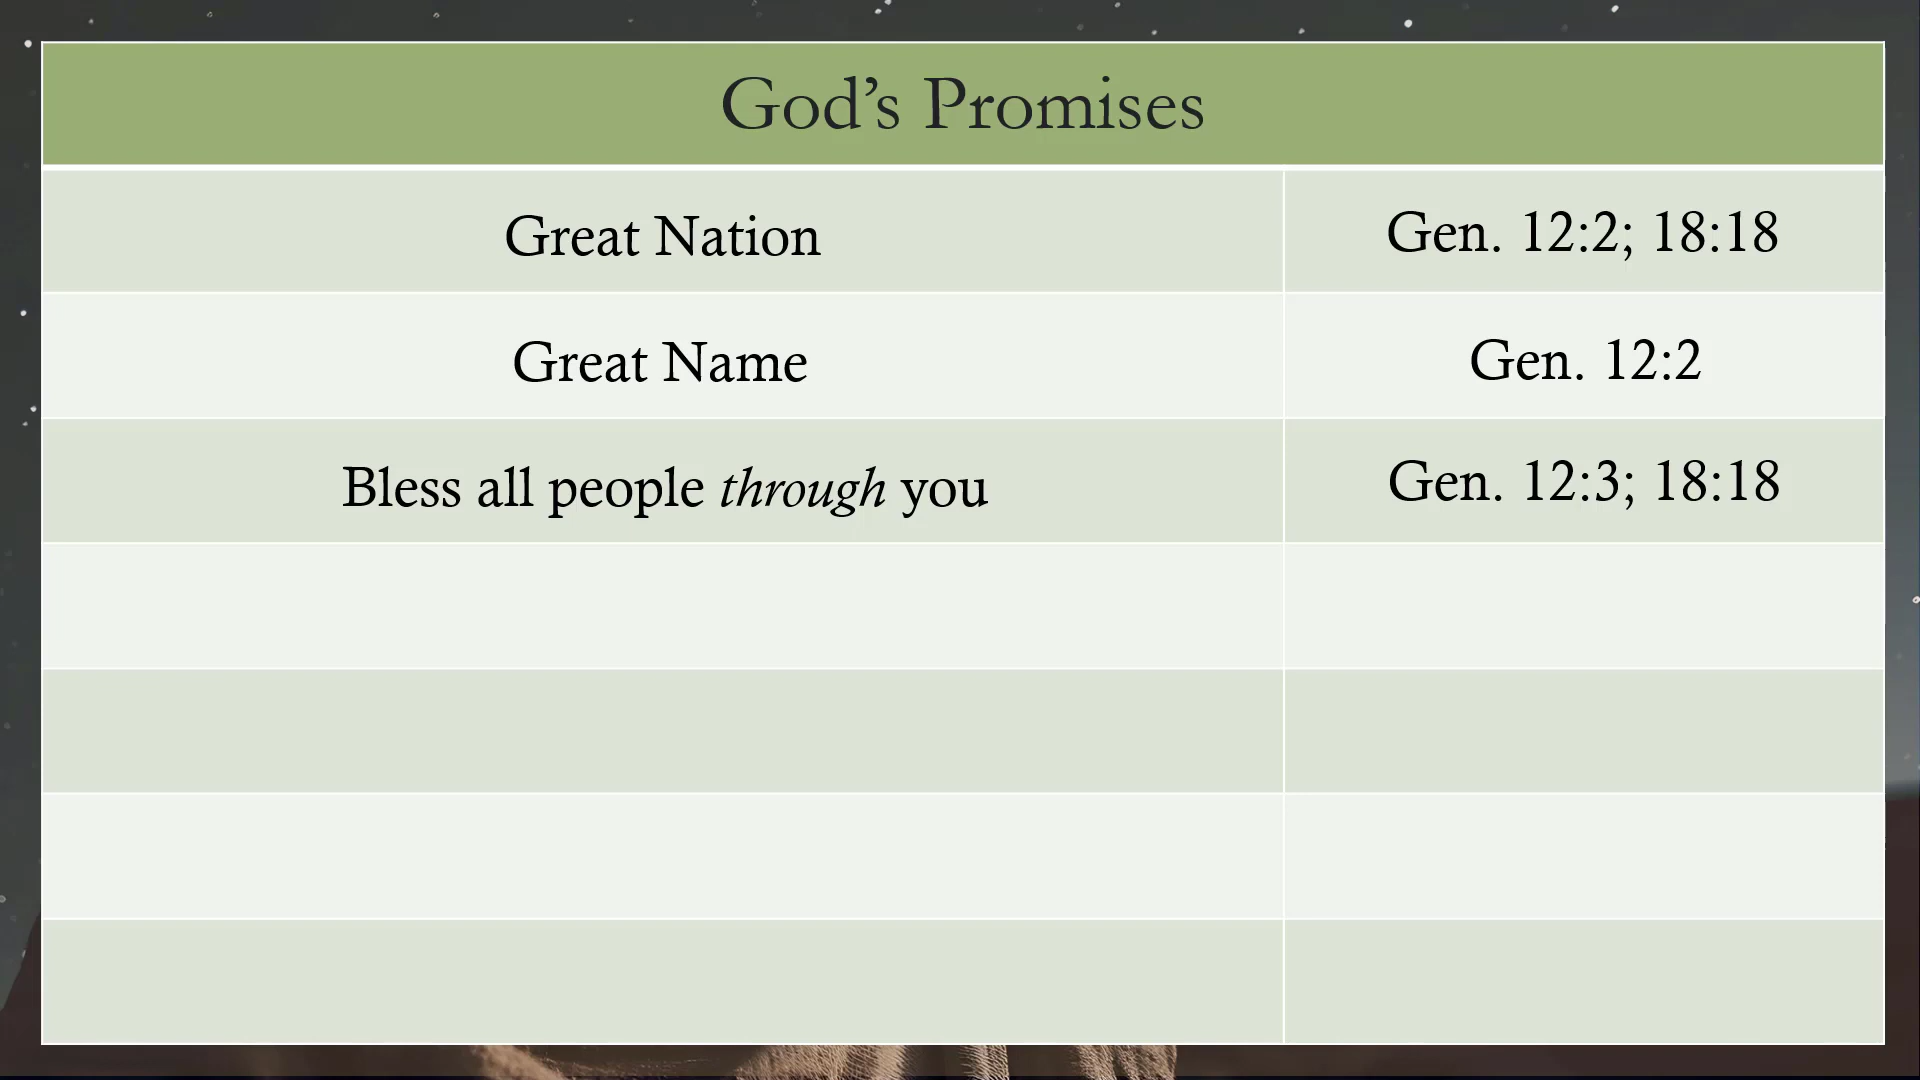 God’s Promises
Great Nation Gen. 12:2; 18:18
Great Name Gen. 12:2
Bless all people through you Gen. 12:3; 18:18